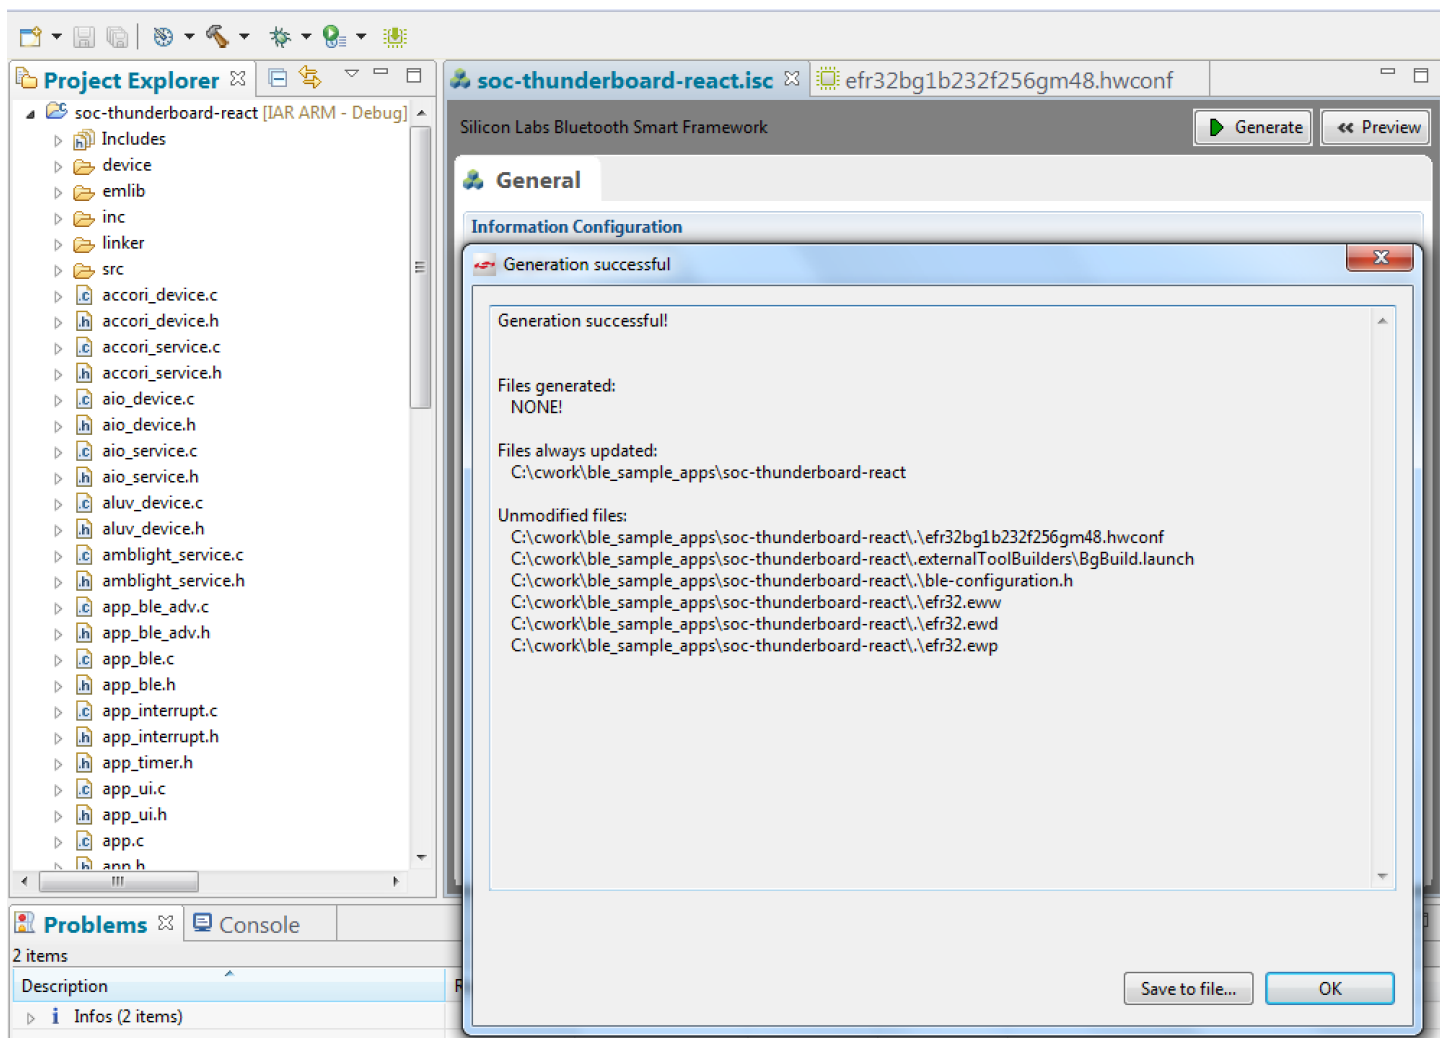 Project Explorer
soc-thunderboard-react [IAR ARM - Debug]
Includes
device
emlib
inc
linker
src
accori_device.c
accori_device.h
accori_service.c
accori_service.h
aio_device.c
aio_device.h
aio_service.c
aio_service.h
aluv_device.c
aluv_device.h
amblight_service.c
amblight_service.h
app_ble_adv.c
app_ble_adv.h
app_ble.c
app_ble.h
app_interrupt.c
app_interrupt.h
app_timer.h
app_ui.c
app_ui.h
app.c
app.h
soc-thunderboard-react.isc
efr32bg1b232f256gm48.hwconf
Silicon Labs Bluetooth Smart Framework
Generate
Preview
General
Information Configuration
Generation successful
Generation successful!
Files generated:
NONE!
Files always updated:
C:\cwork\ble_sample_apps\soc-thunderboard-react
Unmodified files:
C:\cwork\ble_sample_apps\soc-thunderboard-react\.\efr32bg1b232f256gm48.hwconf
C:\cwork\ble_sample_apps\soc-thunderboard-react\.externalToolBuilders\BgBuild.launch
C:\cwork\ble_sample_apps\soc-thunderboard-react\.\ble-configuration.h
C:\cwork\ble_sample_apps\soc-thunderboard-react\.\efr32.eww
C:\cwork\ble_sample_apps\soc-thunderboard-react\.\efr32.ewd
C:\cwork\ble_sample_apps\soc-thunderboard-react\.\efr32.ewp
Save to file...
OK
Problems
Console
2 items
Description
Infos (2 items)